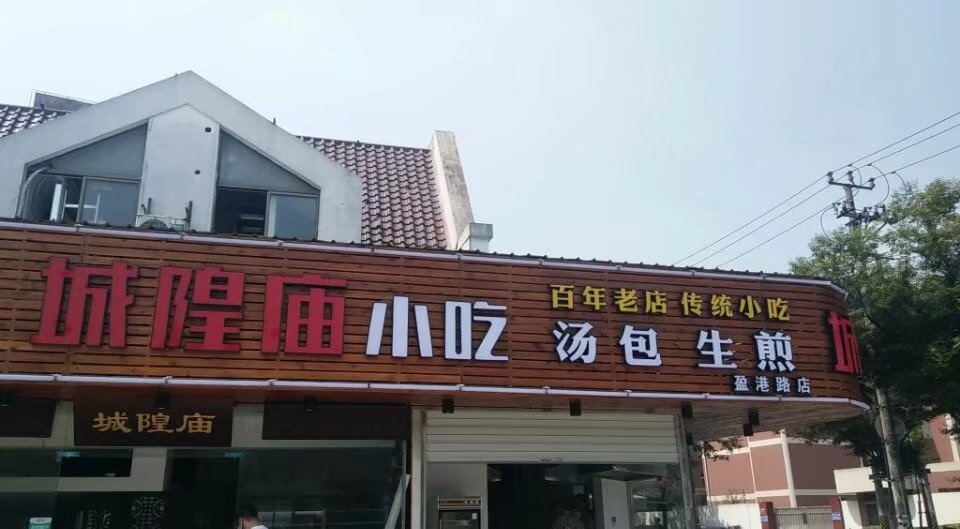 城隍庙小吃
百年老店 传统小吃
汤包 生煎
盈港路店
城
城隍庙